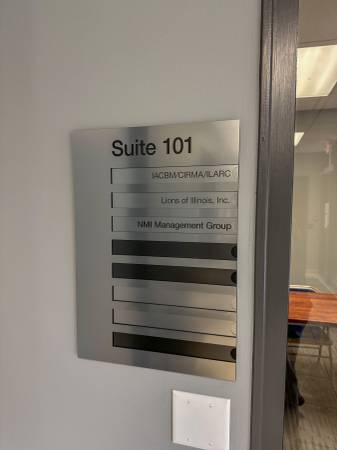 Suite 101
IACBM/CIRMA/ILARC
Lions of Illinois, Inc.
NMI Management Group